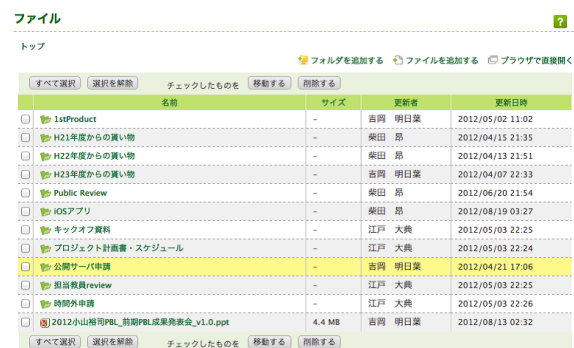 ファイル
?
トップ
フォルダを追加する ファイルを追加する ブラウザで直接開く
すべて選択 選択を解除 チェックしたものを 移動する 削除する
名前 サイズ 更新者 更新日時
1stProduct – 吉岡 明日葉 2012/05/02 11:02
H21年度からの貰い物 – 柴田 昂 2012/04/15 21:35
H22年度からの貰い物 – 柴田 昂 2012/04/13 21:51
H23年度からの貰い物 – 吉岡 明日葉 2012/04/07 22:33
Public Review – 柴田 昂 2012/06/20 21:54
iOSアプリ – 柴田 昂 2012/08/19 03:27
キックオフ資料 – 江戸 大典 2012/05/03 22:25
プロジェクト計画書・スケジュール – 江戸 大典 2012/05/03 22:24
公開サーバ申請 – 吉岡 明日葉 2012/04/21 17:06
担当教員review – 江戸 大典 2012/05/03 22:25
時間外申請 – 江戸 大典 2012/05/03 22:26
2012小山裕司PBL_前期PBL成果発表会_v1.0.ppt 4.4 MB 吉岡 明日葉 2012/08/13 02:32
すべて選択 選択を解除 チェックしたものを 移動する 削除する